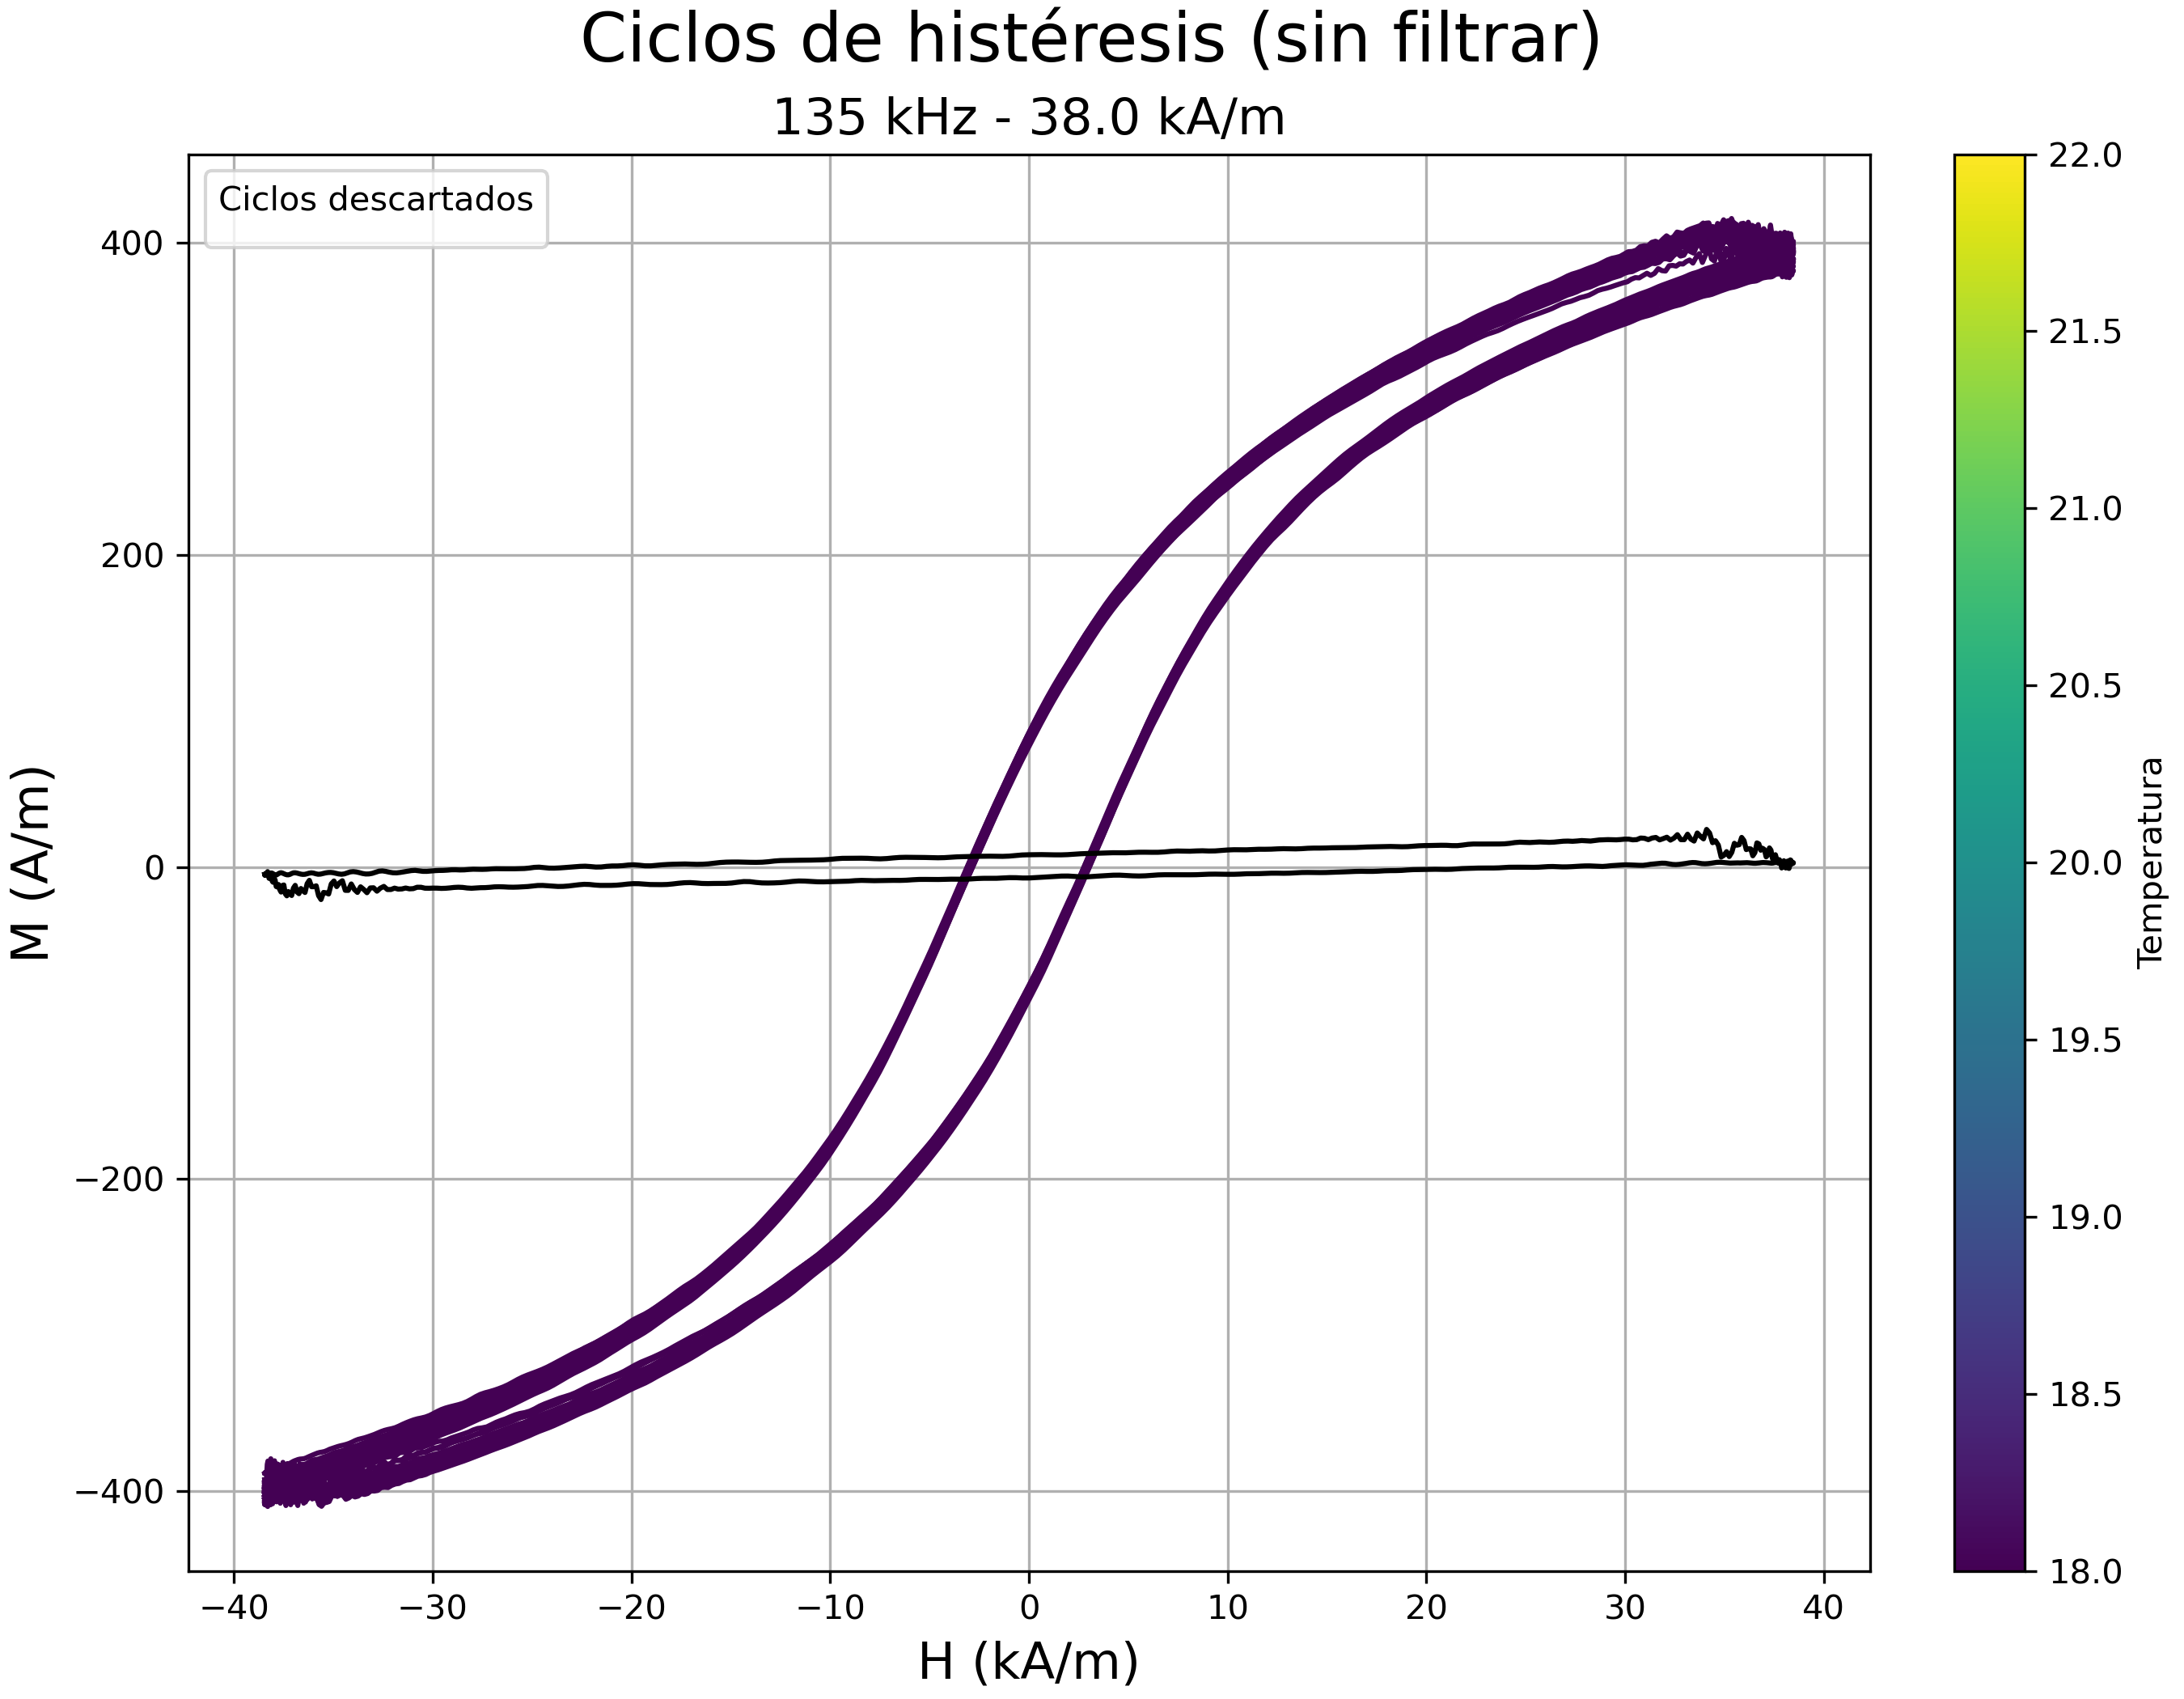 Ciclos de histéresis (sin filtrar)
135 kHz - 38.0 kA/m
Ciclos descartados
M (A/m)
400
200
0
−200
−400
−40 −30 −20 −10 0 10 20 30 40
H (kA/m)
22.0
21.5
21.0
20.5
20.0
19.5
19.0
18.5
18.0
Temperatura